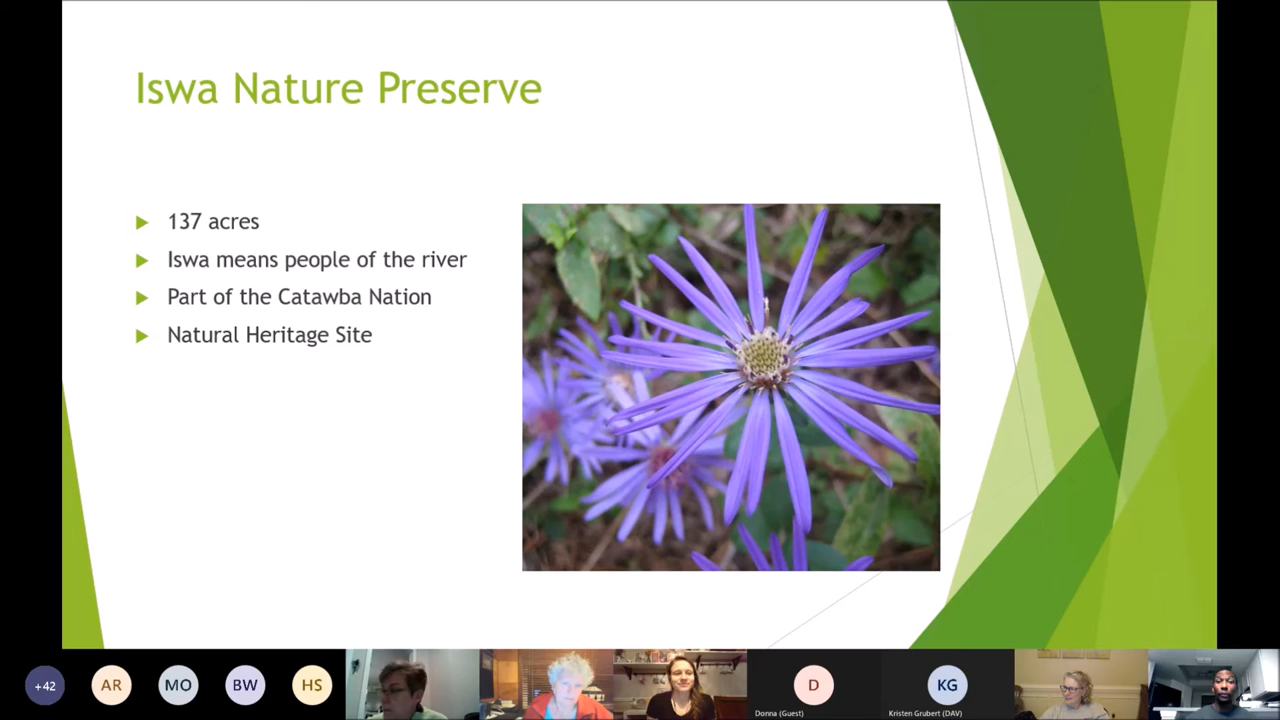 Iswa Nature Preserve
137 acres
Iswa means people of the river
Part of the Catawba Nation
Natural Heritage Site
+42
AR
MO
BW
HS
D
Donna (Guest)
KG
Kristen Grubert (DAV)